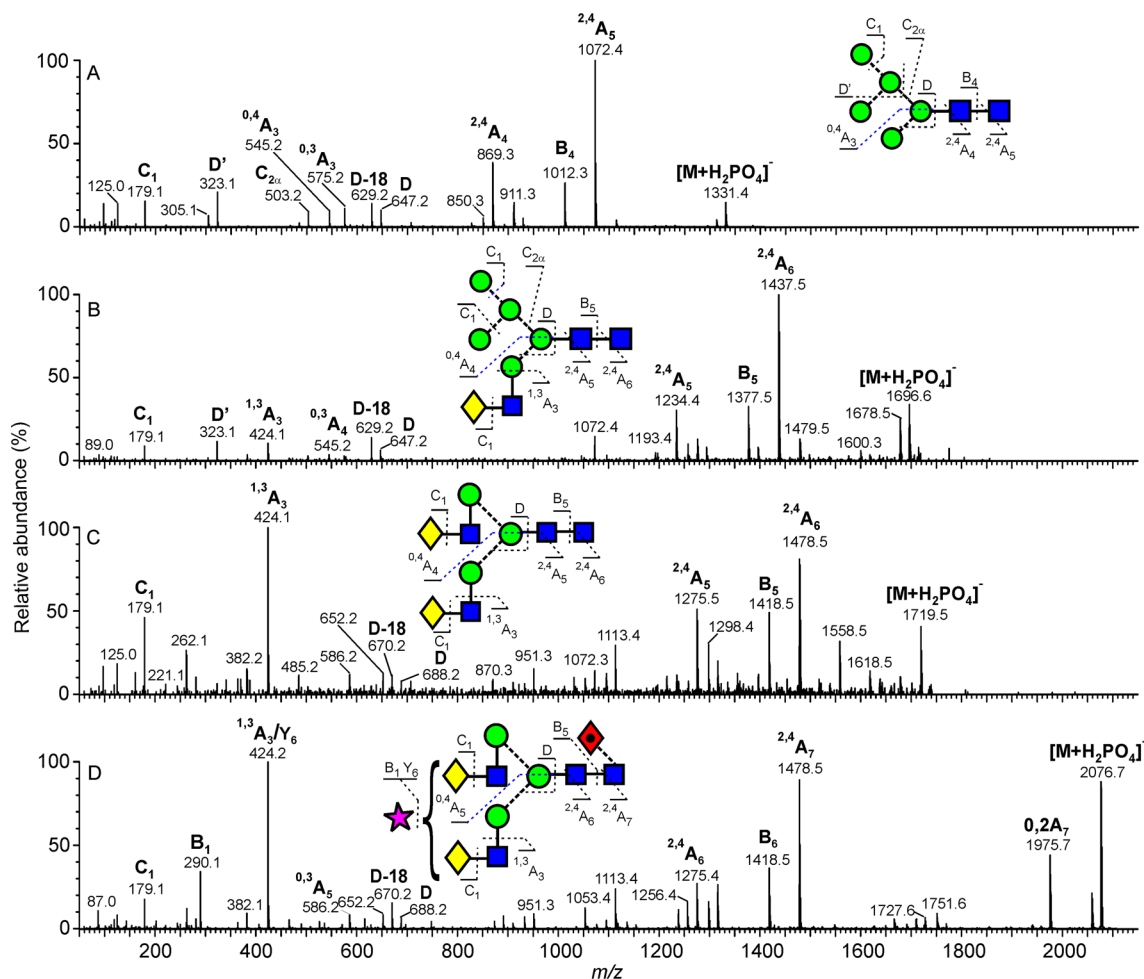 Relative abundance (%)
A
100
50
0
C1
179.1
125.0
305.1
D'
323.1
C2α
503.2
0,4A3
545.2
0,3A3
575.2
D-18
629.2
D
647.2
850.3
2,4A4
869.3
911.3
B4
1012.3
2,4A5
1072.4
[M+H2PO4]-
1331.4
C1
C2α
D'
D
B4
0,4A3
2,4A4
2,4A5
B
100
50
0
89.0
C1
179.1
D'
323.1
1,3A3
424.1
0,3A4
545.2
D-18
629.2
D
647.2
1072.4
1193.4
2,4A5
1234.4
B5
1377.5
2,4A6
1437.5
1479.5
1600.3
1678.5
[M+H2PO4]-
1696.6
C1
C2α
C1
D
B5
0,4A4
2,4A5
2,4A6
1,3A3
C1
C
100
50
0
125.0
C1
179.1
221.1
262.1
382.2
1,3A3
424.1
485.2
586.2
652.2
D-18
670.2
D
688.2
870.3
951.3
1072.3
1113.4
2,4A5
1275.5
1298.4
B5
1418.5
2,4A6
1478.5
1558.5
1618.5
[M+H2PO4]-
1719.5
C1
D
B5
0,4A4
2,4A5
2,4A6
1,3A3
C1
D
100
50
0
87.0
C1
179.1
B1
290.1
382.1
1,3A3/Y6
424.2
0,3A5
586.2
652.2
D-18
670.2
D
688.2
951.3
1053.4
1113.4
1256.4
2,4A6
1275.4
B6
1418.5
2,4A7
1478.5
1727.6
1751.6
0,2A7
1975.7
[M+H2PO4]-
2076.7
B1 Y6
C1
D
B5
0,4A5
2,4A6
2,4A7
1,3A3
C1
200 400 600 800 1000 1200 1400 1600 1800 2000
m/z